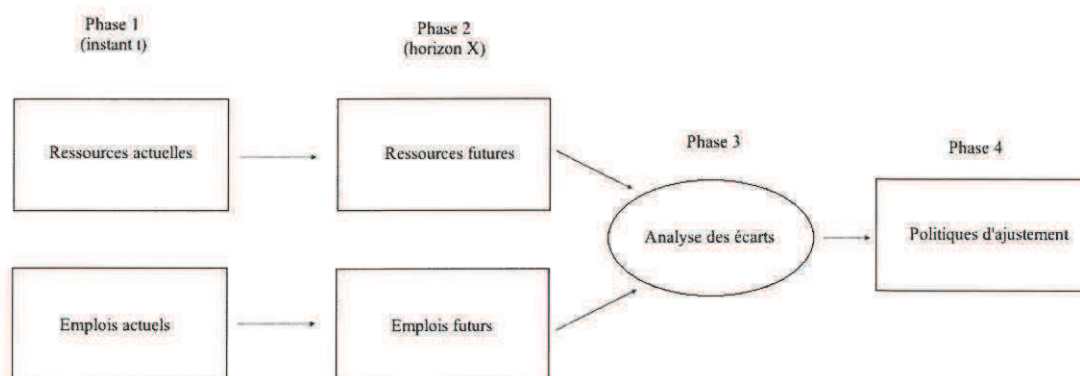 Phase 1
(instant t)
Phase 2
(horizon X)
Phase 3
Phase 4
Ressources actuelles
Ressources futures
Analyse des écarts
Politiques d'ajustement
Emplois actuels
Emplois futurs